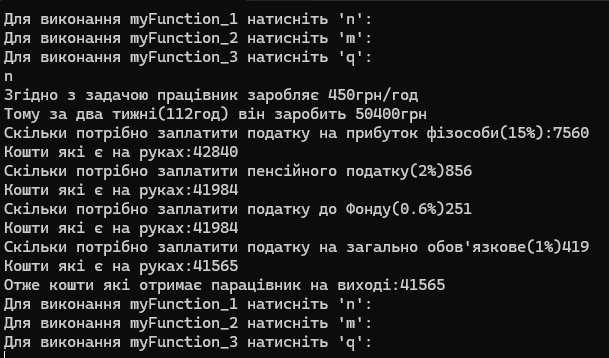 Для виконання myFunction_1 натисніть 'n':
Для виконання myFunction_2 натисніть 'm':
Для виконання myFunction_3 натисніть 'q':
n
Згідно з задачою працівник заробляє 450грн/год
Тому за два тижні(112год) він заробить 50400грн
Скільки потрібно заплатити податку на прибуток фізособи(15%):7560
Кошти які є на руках:42840
Скільки потрібно заплатити пенсійного податку(2%)856
Кошти які є на руках:41984
Скільки потрібно заплатити податку до Фонду(0.6%)251
Кошти які є на руках:41984
Скільки потрібно заплатити податку на загально обов'язкове(1%)419
Кошти які є на руках:41565
Отже кошти які отримає парацівник на виході:41565
Для виконання myFunction_1 натисніть 'n':
Для виконання myFunction_2 натисніть 'm':
Для виконання myFunction_3 натисніть 'q':